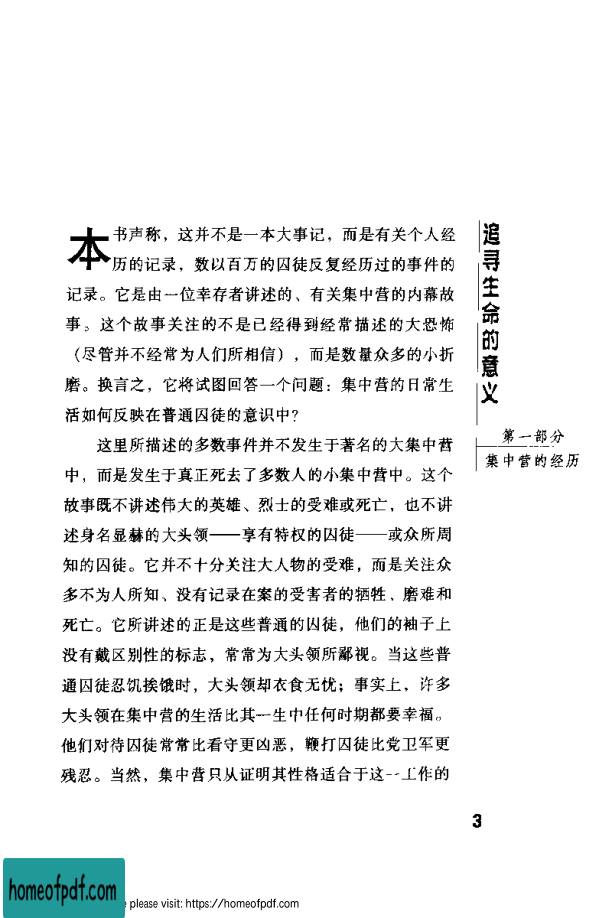 本书声称，这并不是一本大事记，而是有关个人经
历的记录，数以百万的囚徒反复经历过的事件的
记录。它是由一位幸存者讲述的、有关集中营的内幕故
事。这个故事关注的不是已经得到经常描述的大恐怖
（尽管并不经常为人们所相信），而是数量众多的小折
磨。换言之，它将试图回答一个问题：集中营的日常生
活如何反映在普通囚徒的意识中？
这里所描述的多数事件并不发生于著名的大集中营
中，而是发生于真正死去了多数人的小集中营中。这个
故事既不讲述伟大的英雄、烈士的受难或死亡，也不讲
述身名显赫的大头领——享有特权的囚徒——或众所周
知的囚徒。它并不十分关注大人物的受难，而是关注众
多不为人所知、没有记录在案的受害者的牺牲、磨难和
死亡。它所讲述的正是这些普通的囚徒，他们的袖子上
没有戴区别性的标志，常常为大头领所鄙视。当这些普
通囚徒忍饥挨饿时，大头领却衣食无忧；事实上，许多
大头领在集中营的生活比其一生中任何时期都要幸福。
他们对待囚徒常常比看守更凶恶，鞭打囚徒比党卫军更
残忍。当然，集中营只从证明其性格适合于这一工作的
追寻生命的意义
第一部分
集中营的经历
3
homeofpdf.com
e please visit: https://homeofpdf.com